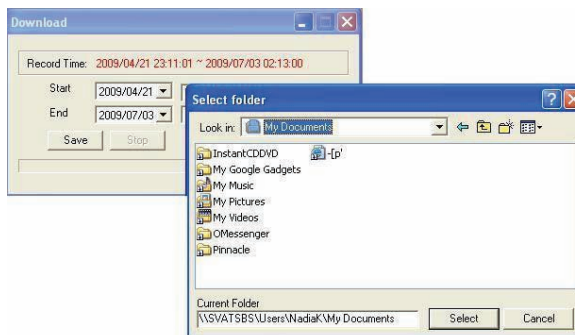 Download
Record Time: 2009/04/21 23:11:01 ~ 2009/07/03 02:13:00
Start 2009/04/21
End 2009/07/03
Save Stop
Select folder
Look in: My Documents
InstantCDDVD -[p'
My Google Gadgets
My Music
My Pictures
My Videos
OMessenger
Pinnacle
Current Folder
\\SVATSBS\Users\NadiaK\My Documents Select Cancel